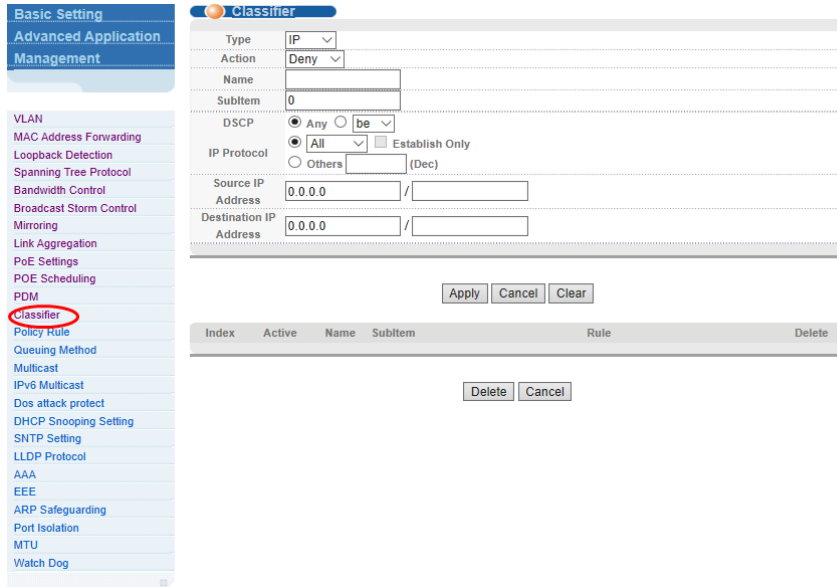 Basic Setting
Advanced Application
Management
VLAN
MAC Address Forwarding
Loopback Detection
Spanning Tree Protocol
Bandwidth Control
Broadcast Storm Control
Mirroring
Link Aggregation
PoE Settings
POE Scheduling
PDM
Classifier
Policy Rule
Queuing Method
Multicast
IPv6 Multicast
Dos attack protect
DHCP Snooping Setting
SNTP Setting
LLDP Protocol
AAA
EEE
ARP Safeguarding
Port Isolation
MTU
Watch Dog
Classifier
Type IP
Action Deny
Name
SubItem 0
DSCP Any be
IP Protocol All Establish Only
Others (Dec)
Source IP Address 0.0.0.0 /
Destination IP Address 0.0.0.0 /
Apply Cancel Clear
Index Active Name SubItem Rule Delete
Delete Cancel